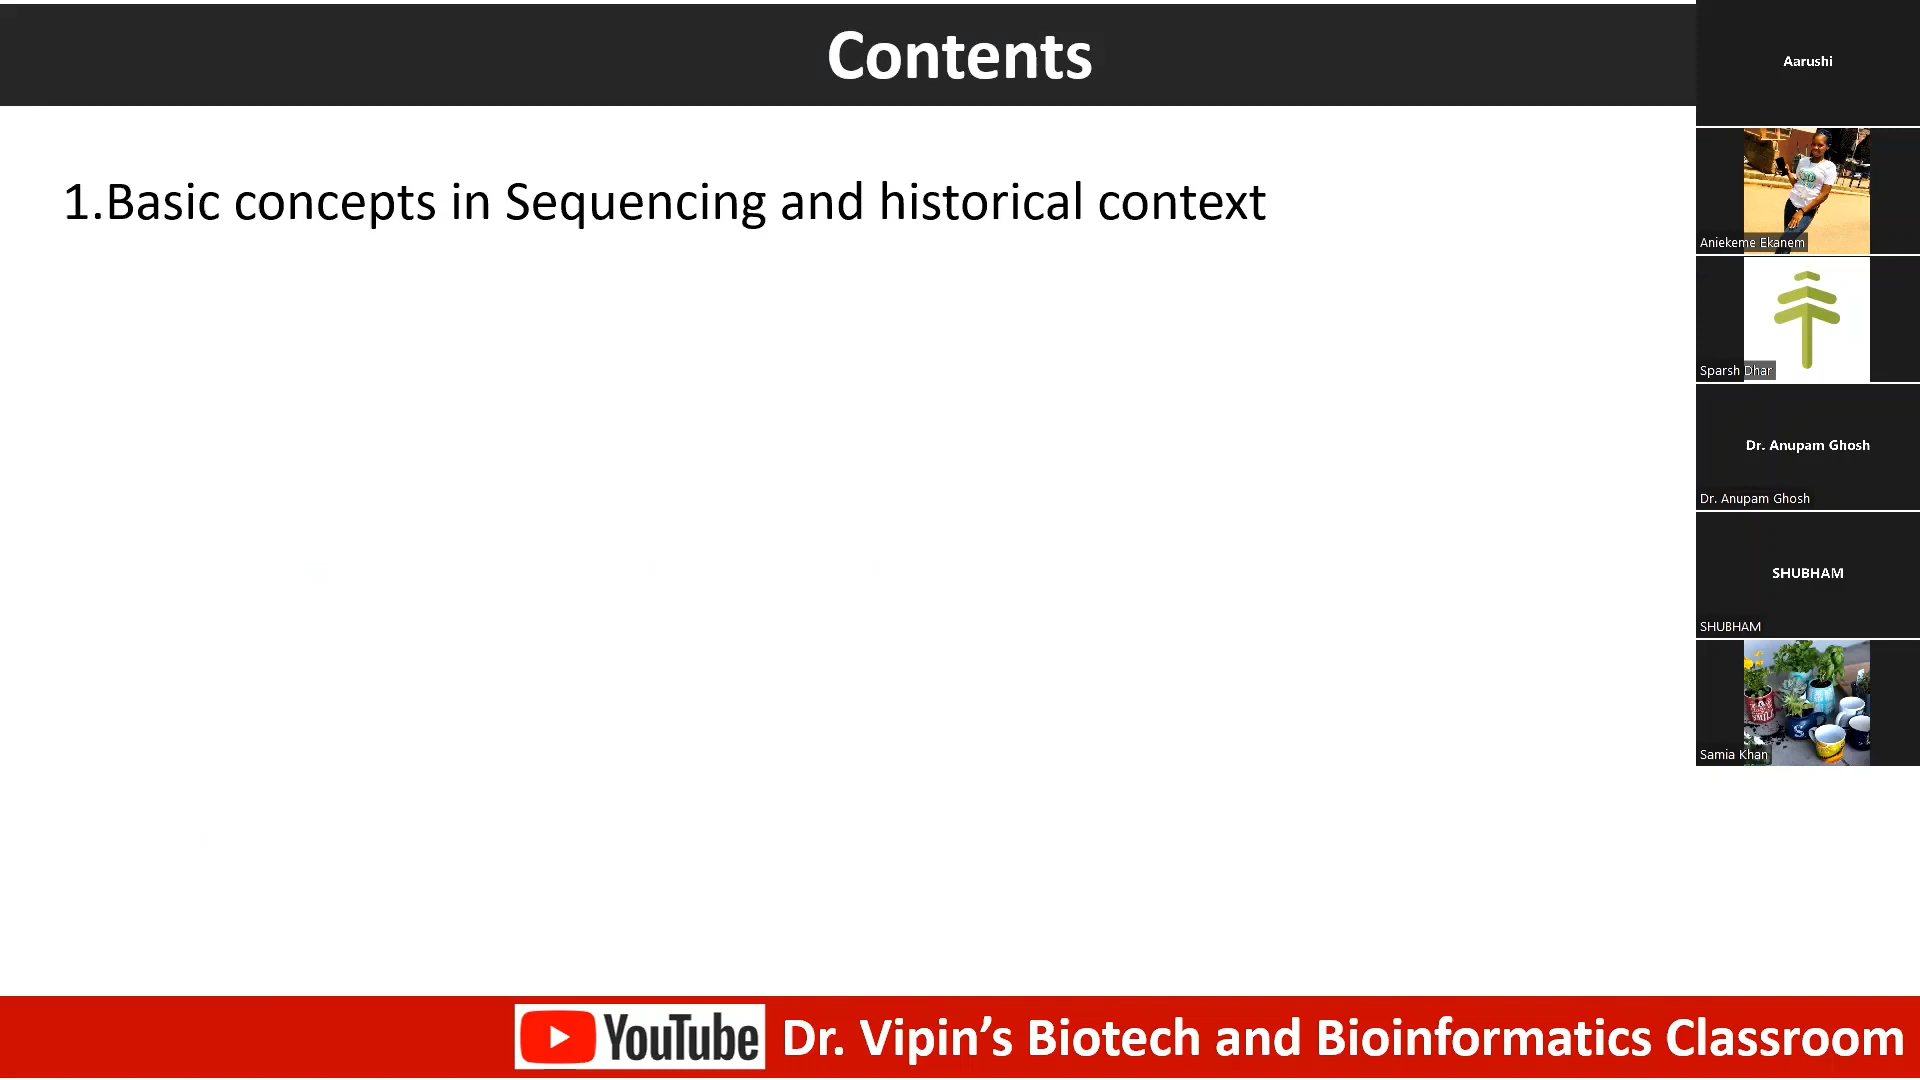 Contents
1.Basic concepts in Sequencing and historical context
Aarushi
Aniekeme Ekanem
Sparsh Dhar
Dr. Anupam Ghosh
Dr. Anupam Ghosh
SHUBHAM
SHUBHAM
Samia Khan
YouTube Dr. Vipin’s Biotech and Bioinformatics Classroom